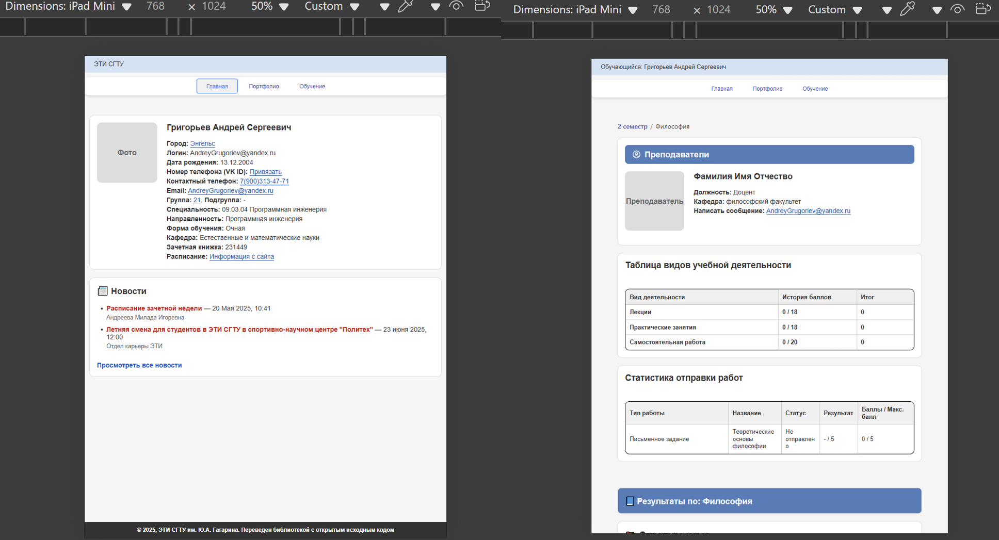 Dimensions: iPad Mini 768 × 1024 50% Custom
ЭТИ СГТУ
Главная Портфолио Обучение
Фото
Григорьев Андрей Сергеевич
Город: Энгельс
Логин: AndreyGrugoriev@yandex.ru
Дата рождения: 13.12.2004
Номер телефона (VK ID): Привязать
Контактный телефон: 7(900)313-47-71
Email: AndreyGrugoriev@yandex.ru
Группа: 21, Подгруппа: -
Специальность: 09.03.04 Программная инженерия
Направленность: Программная инженерия
Форма обучения: Очная
Кафедра: Естественные и математические науки
Зачетная книжка: 231449
Расписание: Информация с сайта
Новости
• Расписание зачетной недели — 20 Мая 2025, 10:41
Андреева Милада Игоревна
• Летняя смена для студентов в ЭТИ СГТУ в спортивно-научном центре "Политех" — 23 июня 2025,
12:00
Отдел карьеры ЭТИ
Просмотреть все новости
© 2025, ЭТИ СГТУ им. Ю.А. Гагарина. Переведен библиотекой с открытым исходным кодом
Dimensions: iPad Mini 768 × 1024 50% Custom
Обучающийся: Григорьев Андрей Сергеевич
Главная Портфолио Обучение
2 семестр / Философия
Преподаватели
Преподаватель
Фамилия Имя Отчество
Должность: Доцент
Кафедра: философский факультет
Написать сообщение: AndreyGrugoriev@yandex.ru
Таблица видов учебной деятельности
Вид деятельности История баллов Итог
Лекции 0 / 18 0
Практические занятия 0 / 18 0
Самостоятельная работа 0 / 20 0
Статистика отправки работ
Тип работы Название Статус Результат Баллы / Макс.
балл
Письменное задание Теоретические
основы
философии Не
отправлен
о - / 5 0 / 5
Результаты по: Философия